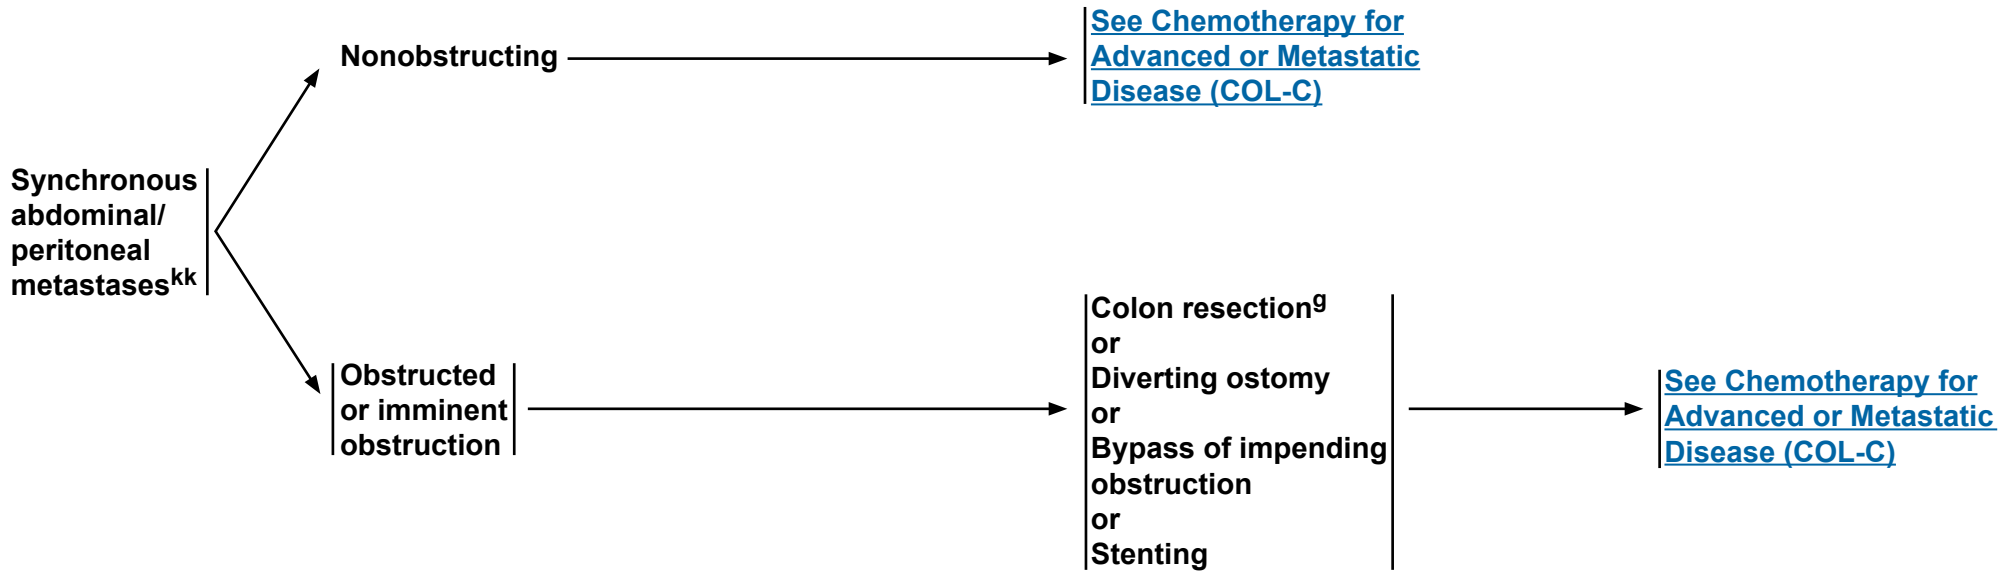 Synchronous
abdominal/
peritoneal
metastaseskk
Nonobstructing
See Chemotherapy for
Advanced or Metastatic
Disease (COL-C)
Obstructed
or imminent
obstruction
Colon resectiong
or
Diverting ostomy
or
Bypass of impending
obstruction
or
Stenting
See Chemotherapy for
Advanced or Metastatic
Disease (COL-C)